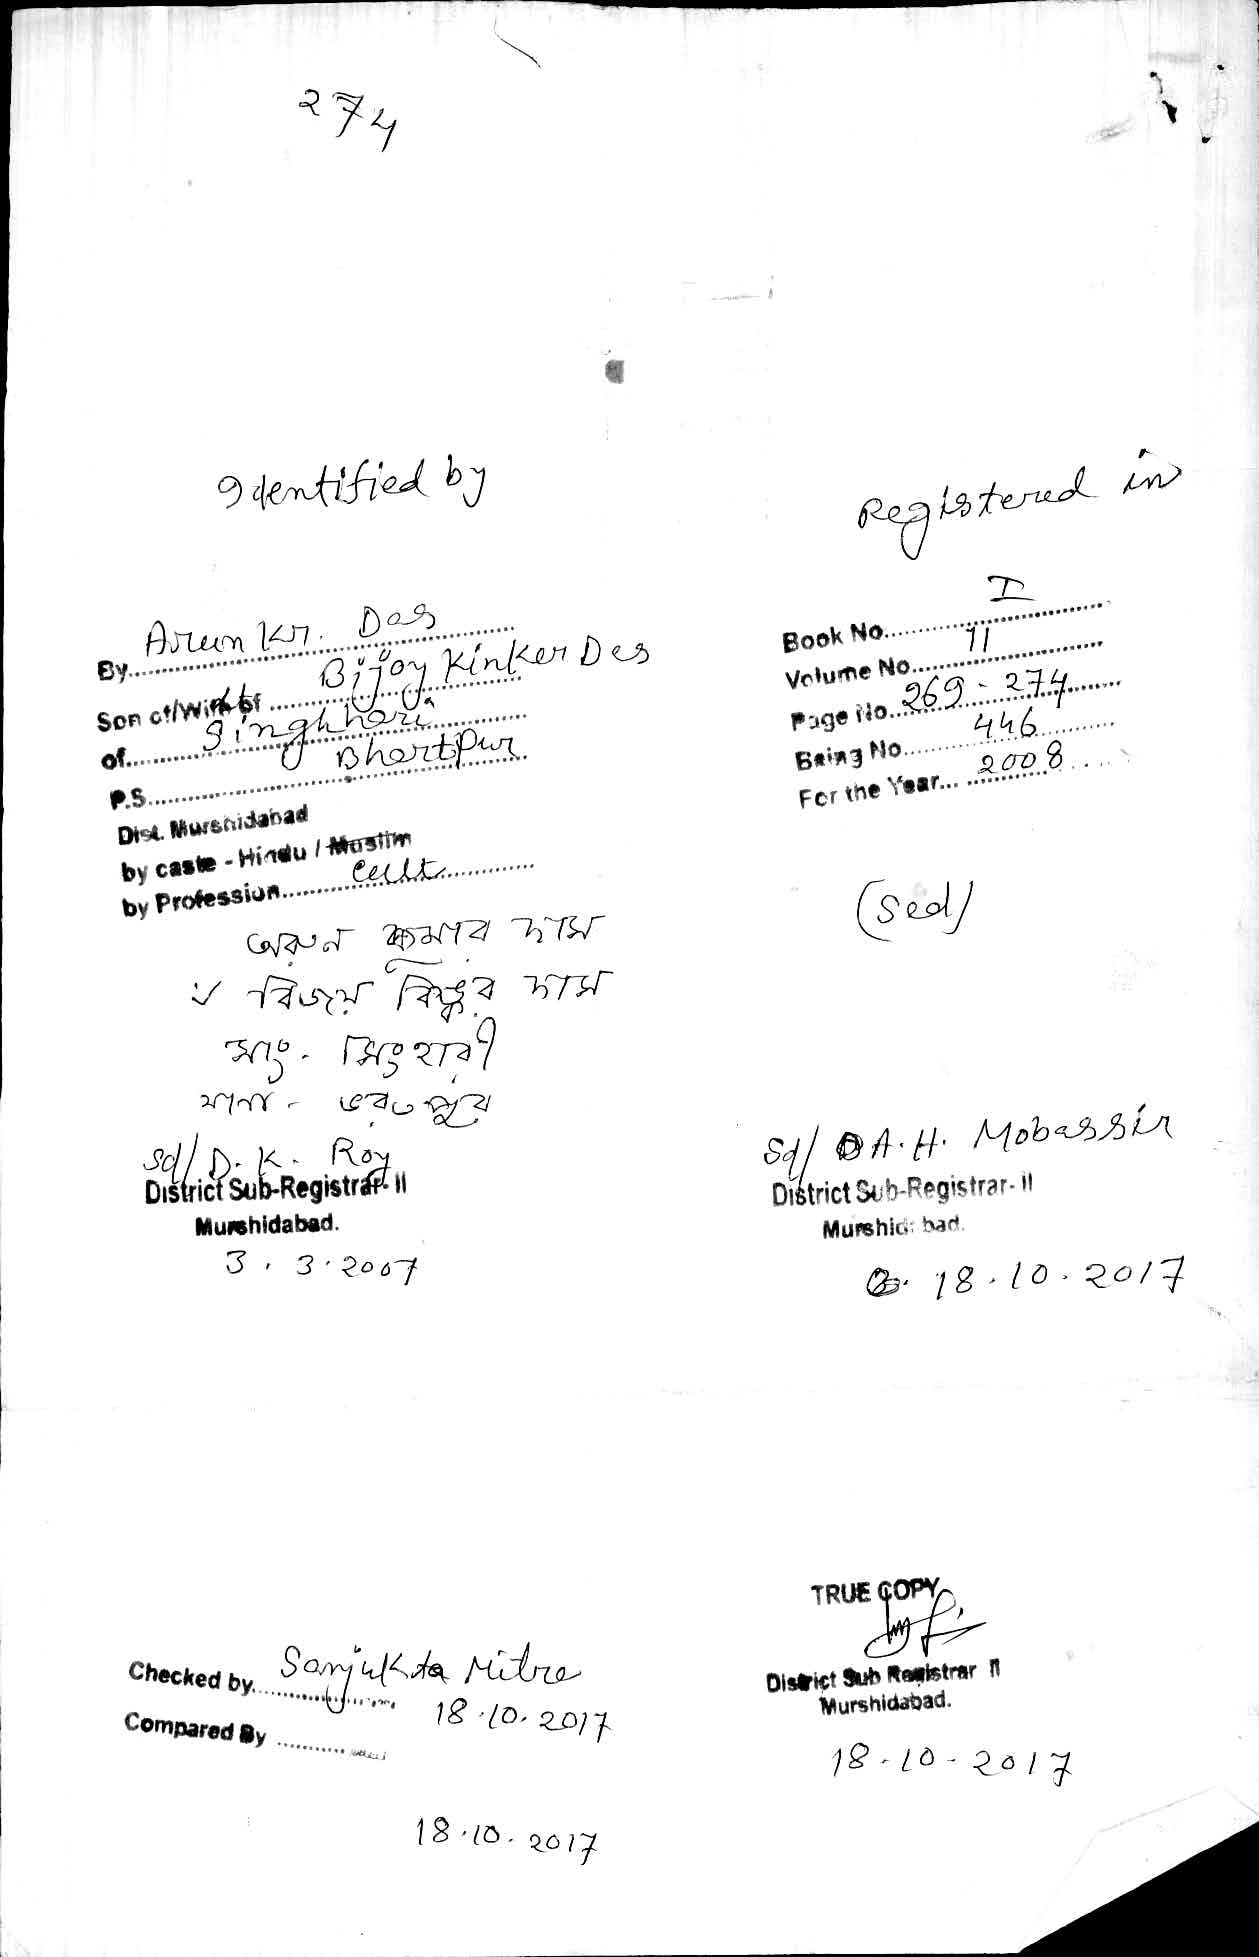 274
Identified by
By Arun Kr. Das
Son of/Wife of Bijoy Kinker Das
of Singhhari
P.S. Bhartpur
Dist. Murshidabad
by caste - Hindu / Muslim
by Profession Cult
অরুন কুমার দাস
বিজয় কিঙ্কর দাস
সাং- সিংহারী
থানা - ভরতপুর
Sd/ D. K. Roy
District Sub-Registrar- II
Murshidabad.
3.3.2007
Registered in
Book No. I
Volume No. 11
Page No. 269 - 274
Being No. 446
For the Year... 2008
(Sed)
Sd/ A. H. Mobassir
District Sub-Registrar- II
Murshidabad.
18.10.2017
Checked by Sanjukta Mitra
18.10.2017
Compared By
18.10.2017
TRUE COPY
District Sub Registrar II
Murshidabad.
18-10-2017